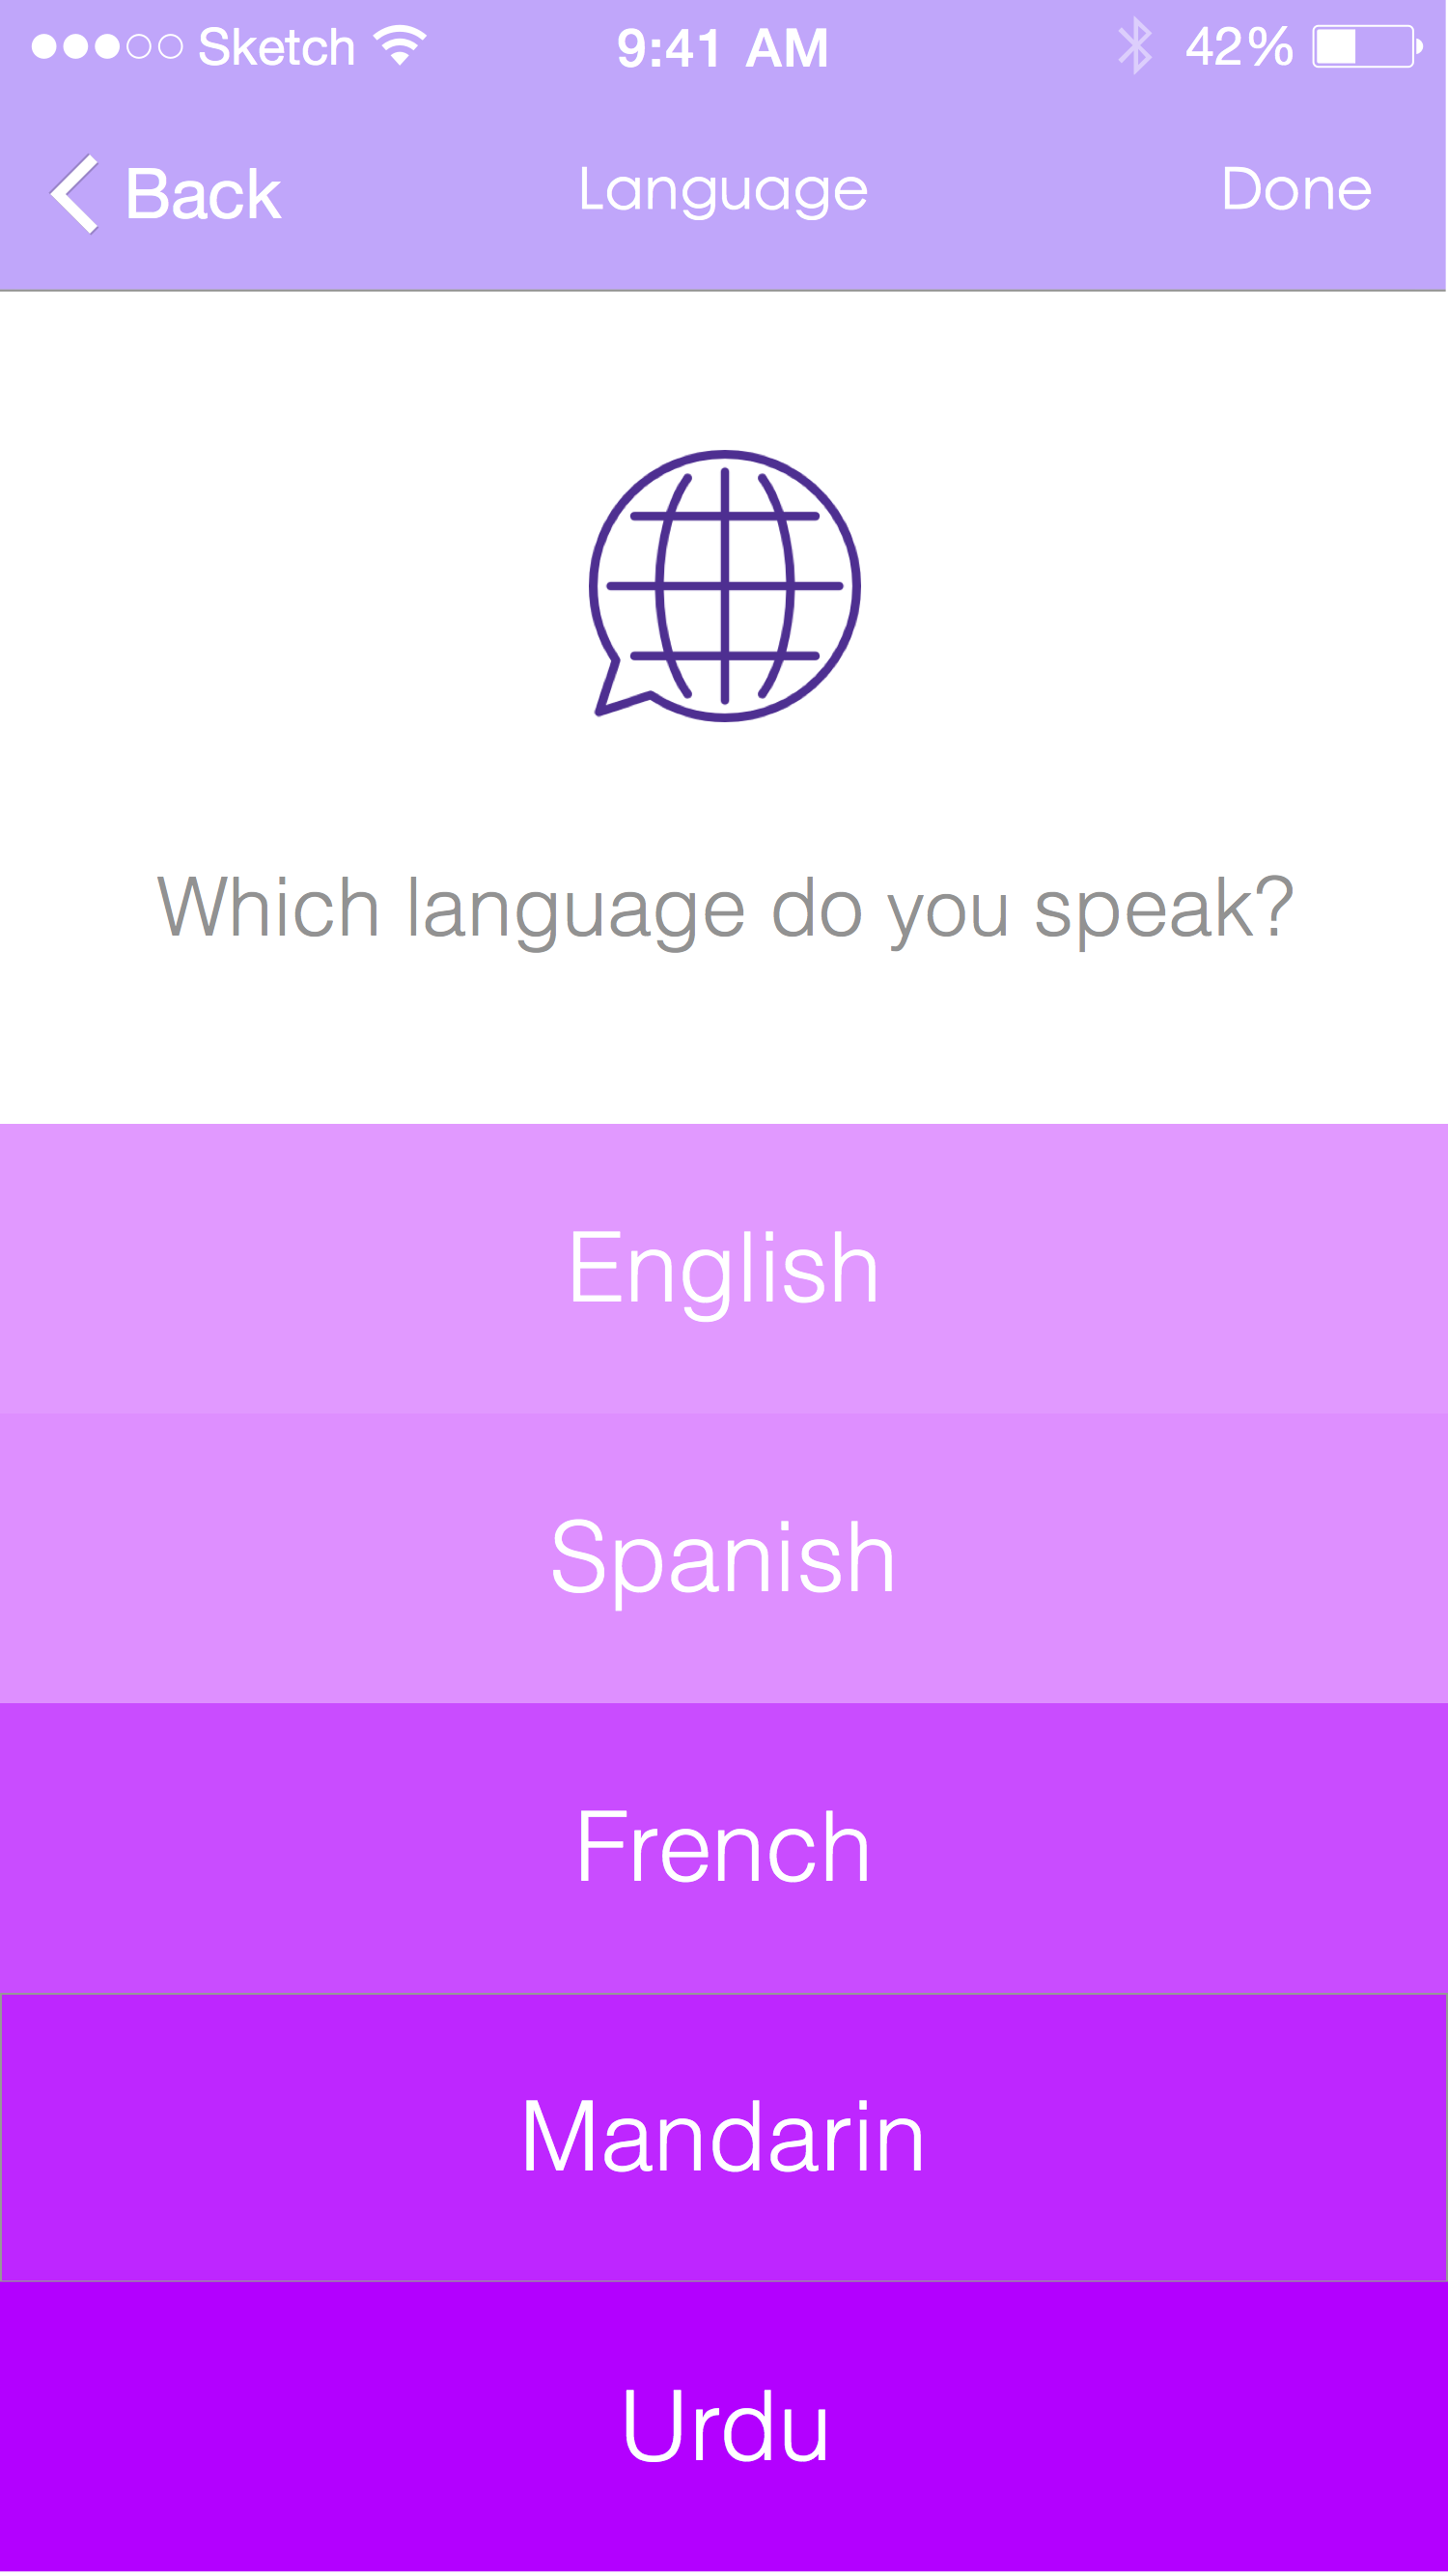 Sketch 9:41 AM 42%
Back Language Done
Which language do you speak?
English
Spanish
French
Mandarin
Urdu